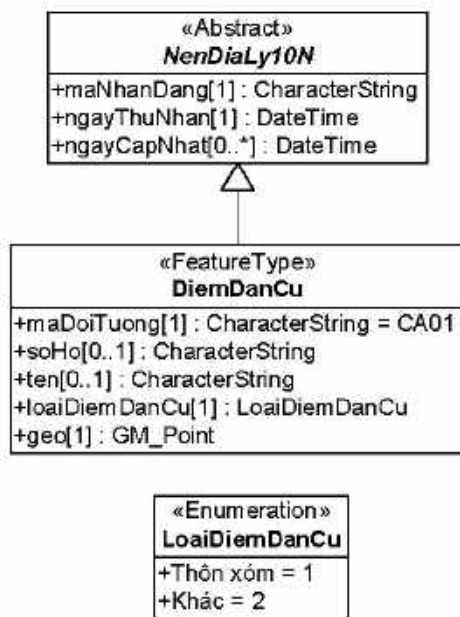 «Abstract»
NenDiaLy10N
+maNhanDang[1] : CharacterString
+ngayThuNhan[1] : DateTime
+ngayCapNhat[0..*] : DateTime
«FeatureType»
DiemDanCu
+maDoiTuong[1] : CharacterString = CA01
+soHo[0..1] : CharacterString
+ten[0..1] : CharacterString
+loaiDiemDanCu[1] : LoaiDiemDanCu
+geo[1] : GM_Point
«Enumeration»
LoaiDiemDanCu
+Thôn xóm = 1
+Khác = 2